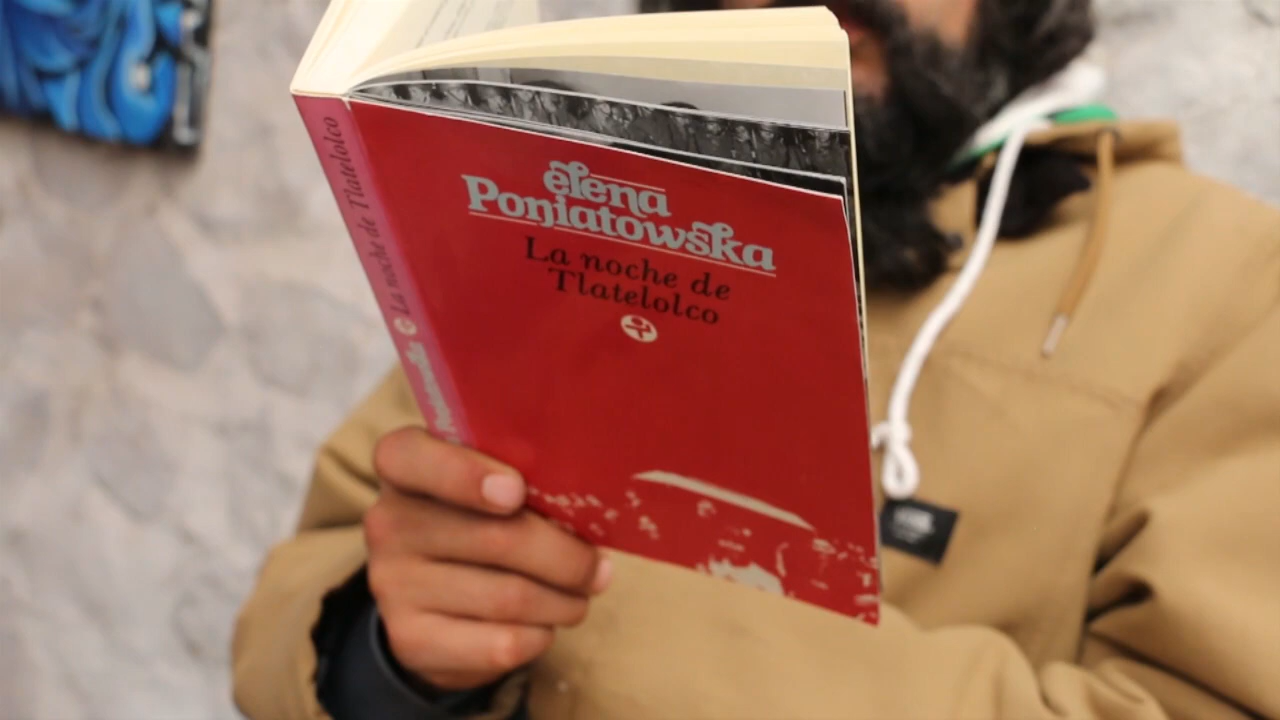 elena
Poniatowska
La noche de
Tlatelolco
La noche de Tlatelolco